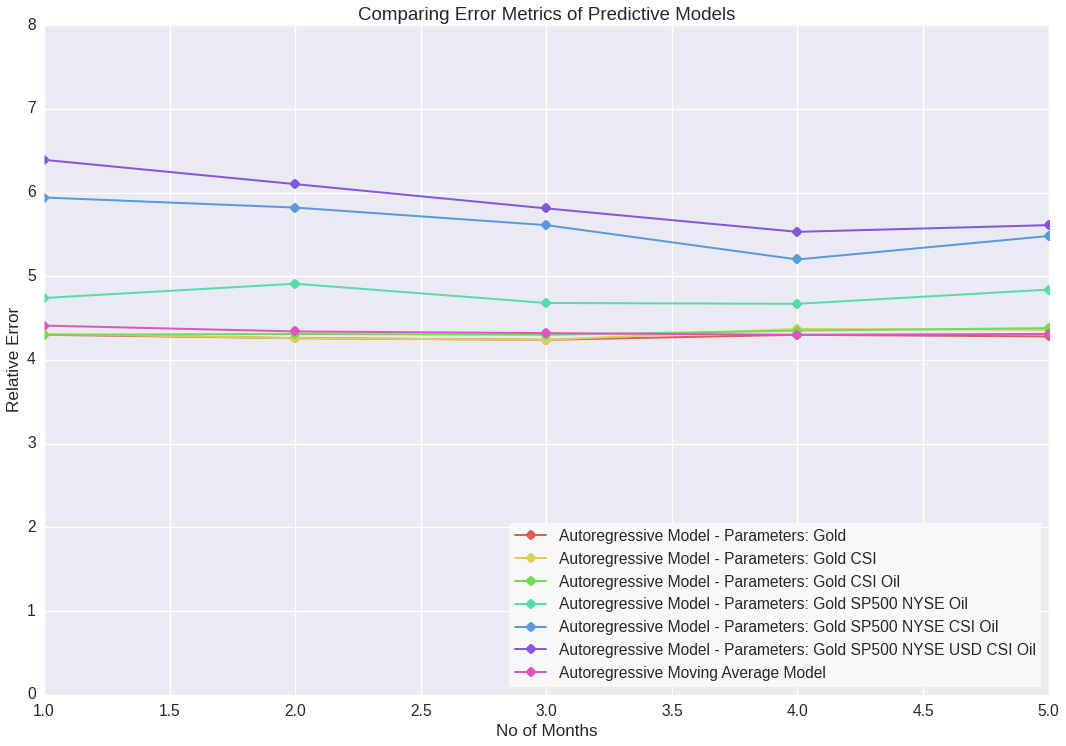 Comparing Error Metrics of Predictive Models
8
7
6
5
4
3
2
1
0
Relative Error
Autoregressive Model - Parameters: Gold
Autoregressive Model - Parameters: Gold CSI
Autoregressive Model - Parameters: Gold CSI Oil
Autoregressive Model - Parameters: Gold SP500 NYSE Oil
Autoregressive Model - Parameters: Gold SP500 NYSE CSI Oil
Autoregressive Model - Parameters: Gold SP500 NYSE USD CSI Oil
Autoregressive Moving Average Model
1.0 1.5 2.0 2.5 3.0 3.5 4.0 4.5 5.0
No of Months